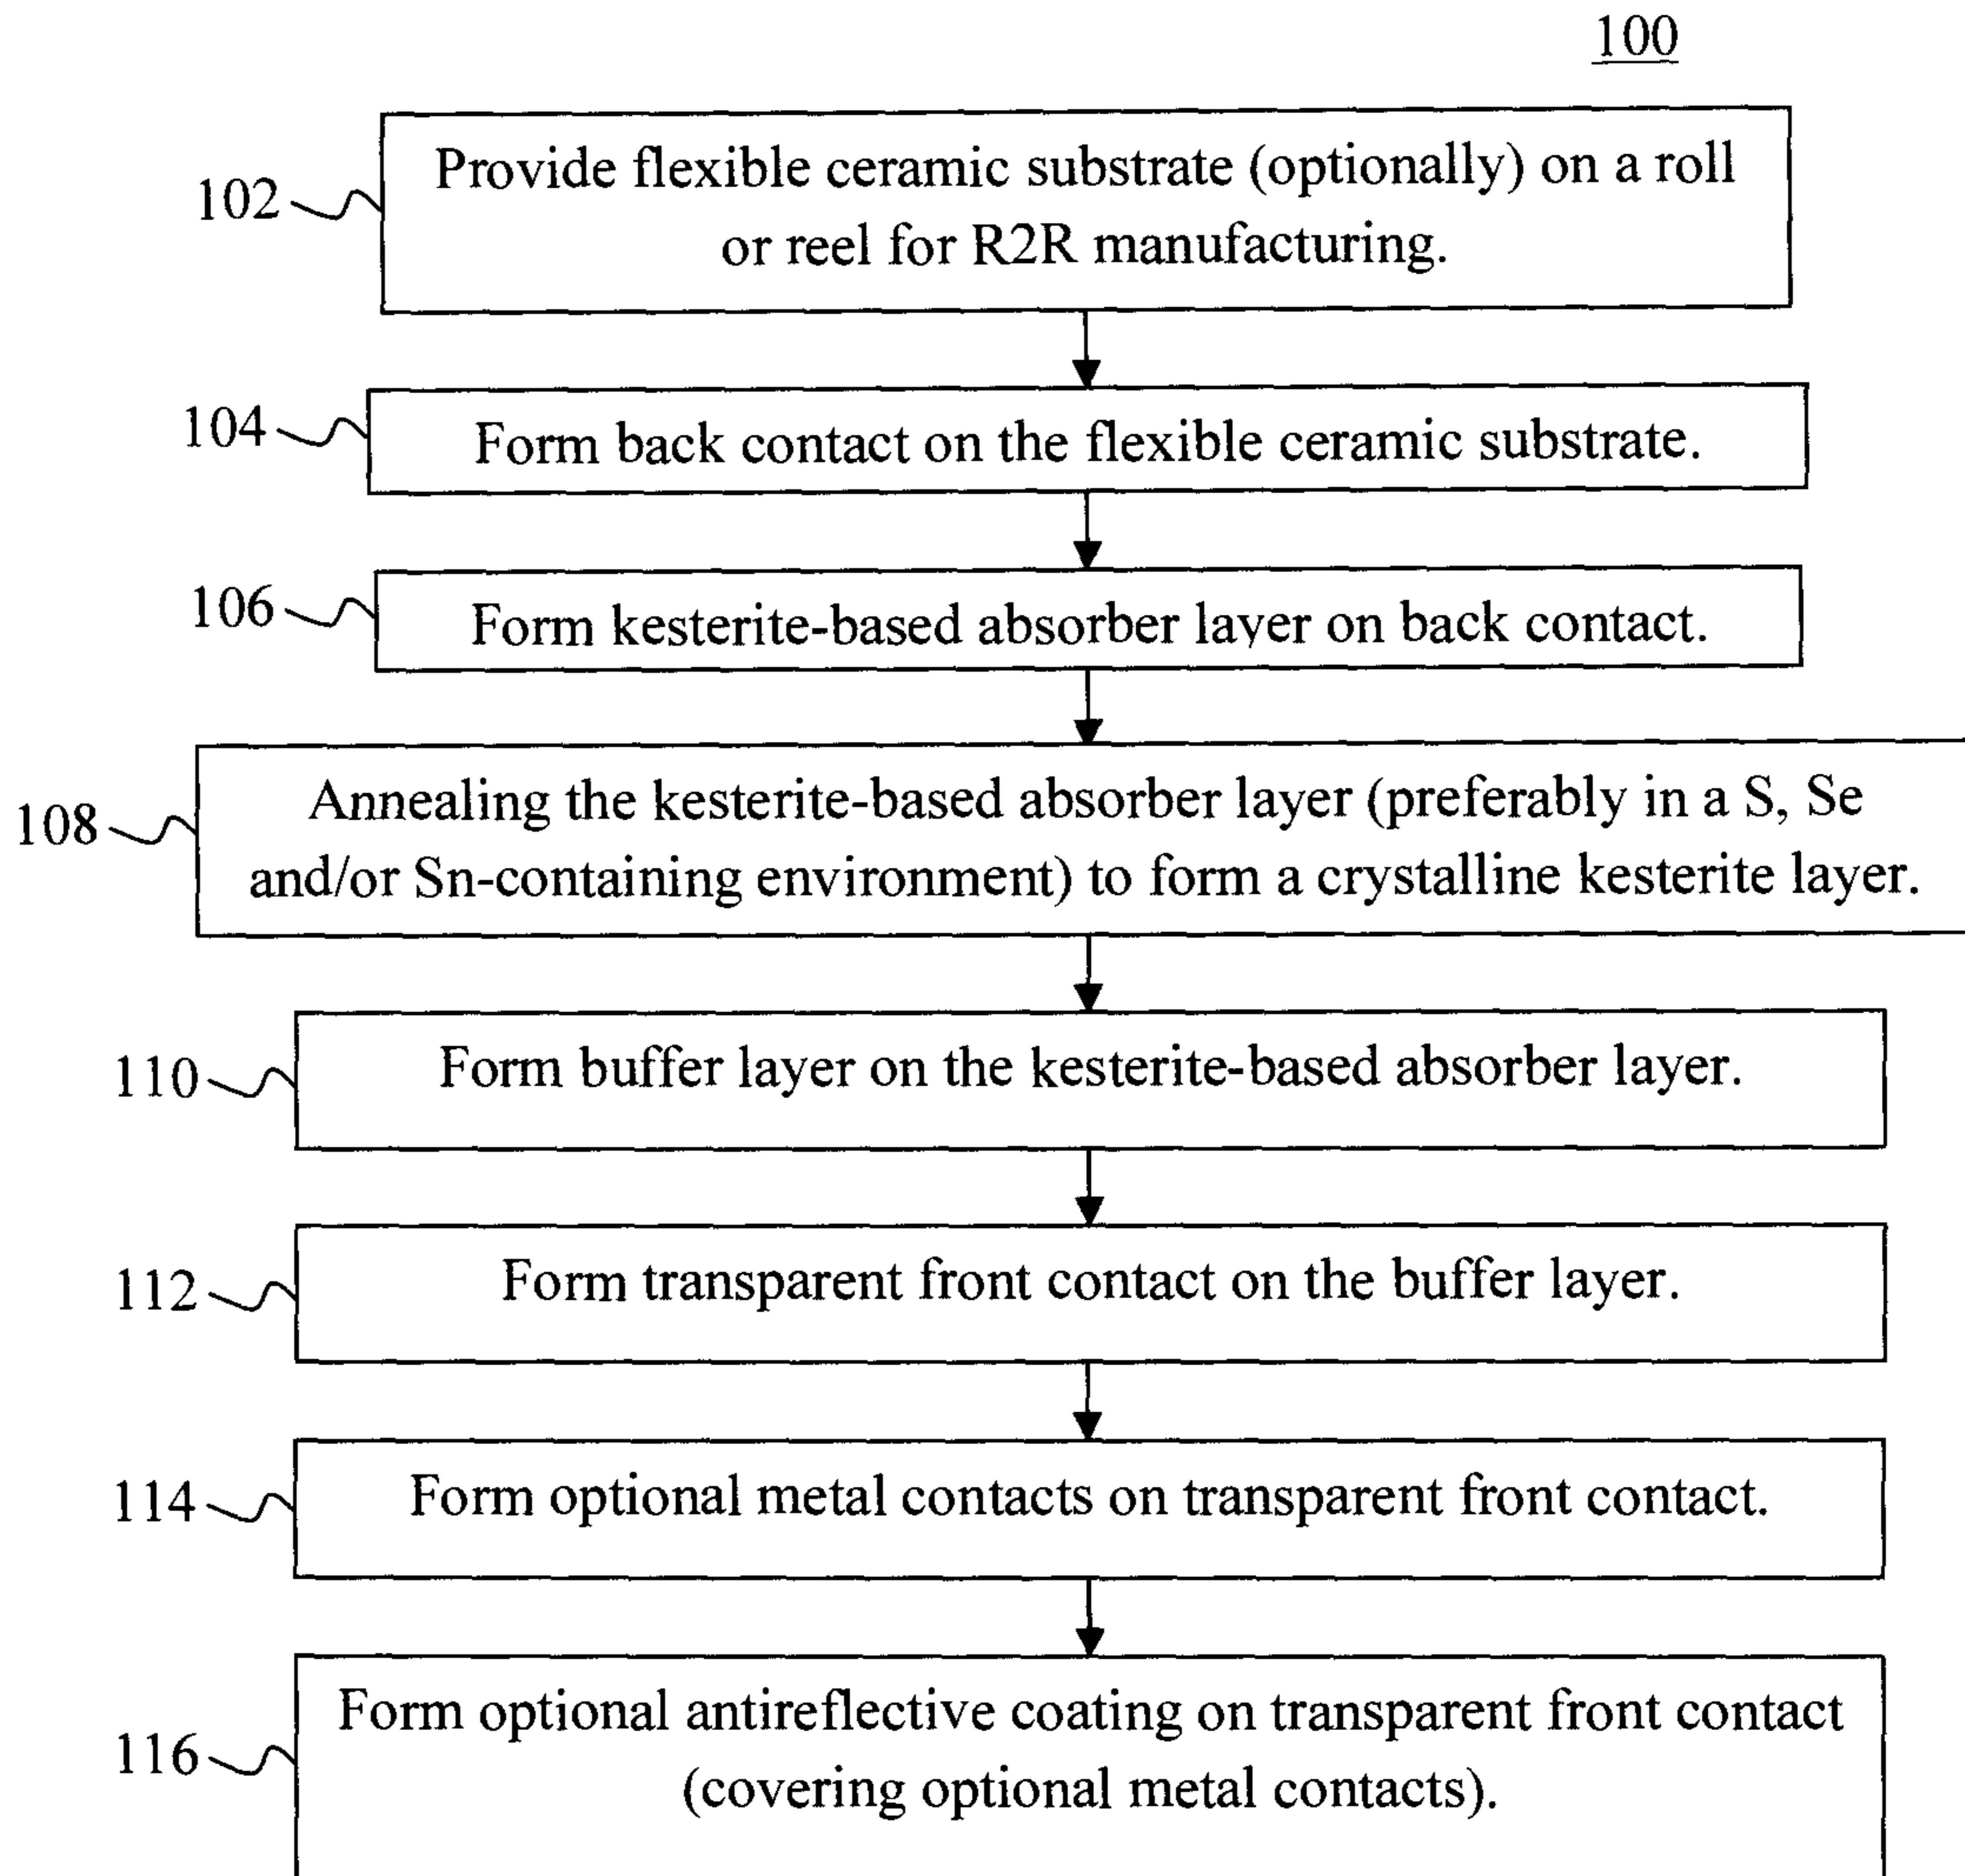 100
102
Provide flexible ceramic substrate (optionally) on a roll
or reel for R2R manufacturing.
104
Form back contact on the flexible ceramic substrate.
106
Form kesterite-based absorber layer on back contact.
108
Annealing the kesterite-based absorber layer (preferably in a S, Se
and/or Sn-containing environment) to form a crystalline kesterite layer.
110
Form buffer layer on the kesterite-based absorber layer.
112
Form transparent front contact on the buffer layer.
114
Form optional metal contacts on transparent front contact.
116
Form optional antireflective coating on transparent front contact
(covering optional metal contacts).